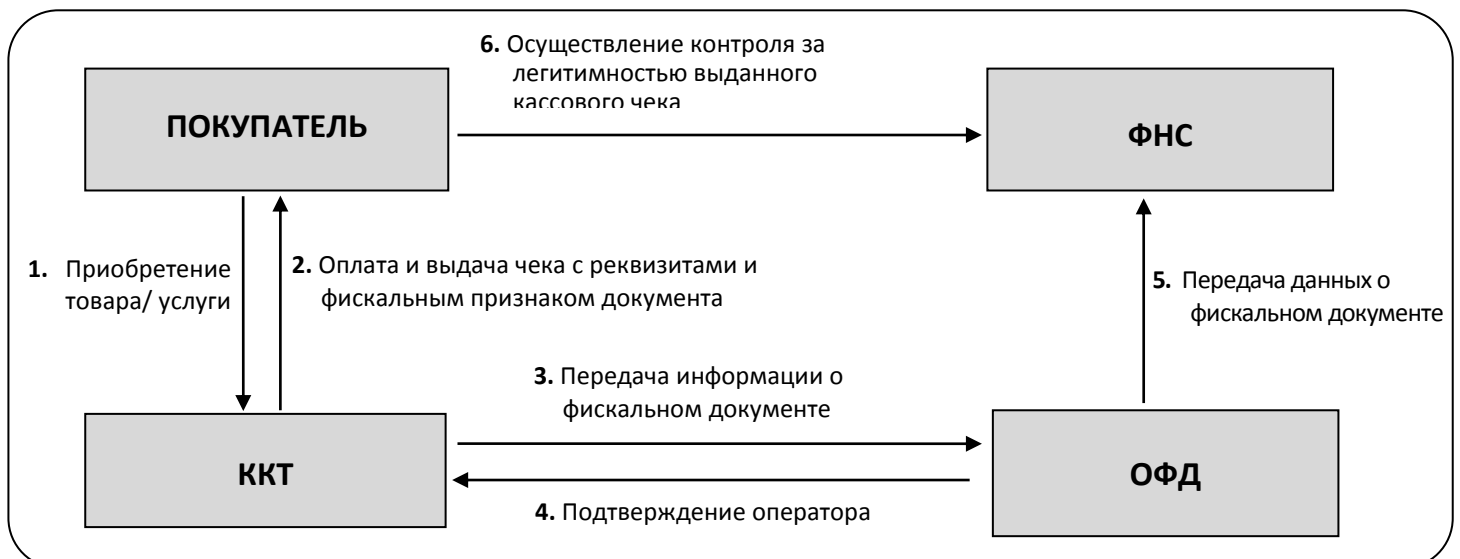 6. Осуществление контроля за
легитимностью выданного
кассового чека
ПОКУПАТЕЛЬ
ФНС
1. Приобретение
товара/ услуги
2. Оплата и выдача чека с реквизитами и
фискальным признаком документа
5. Передача данных о
фискальном документе
3. Передача информации о
фискальном документе
ККТ
ОФД
4. Подтверждение оператора